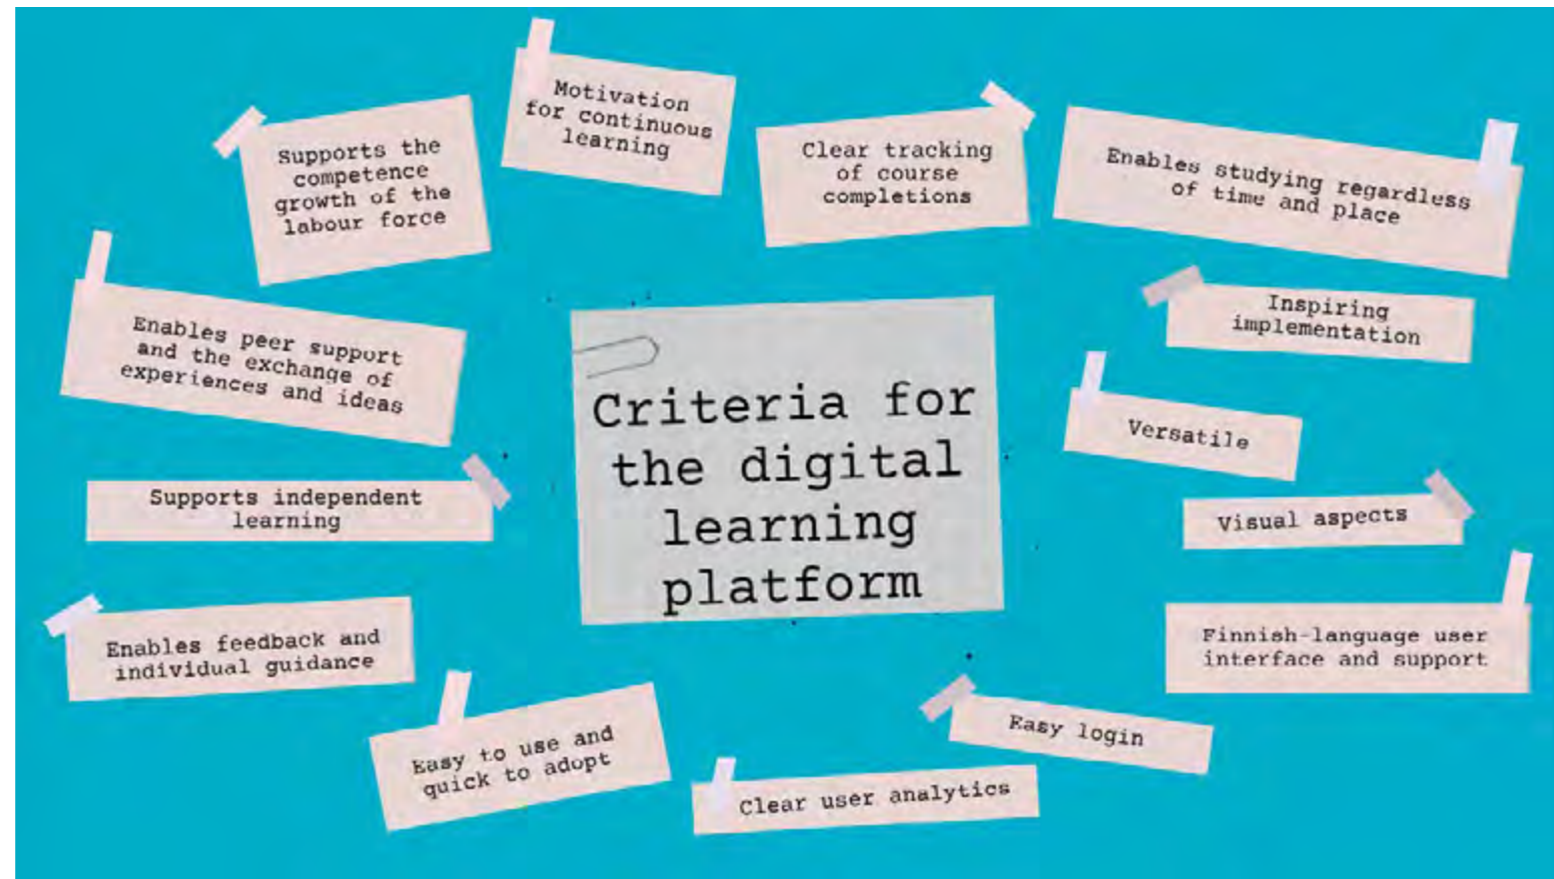 Motivation
for continuous
learning
Supports the
competence
growth of the
labour force
Clear tracking
of course
completions
Enables studying regardless
of time and place
Enables peer support
and the exchange of
experiences and ideas
Inspiring
implementation
Criteria for
the digital
learning
platform
Versatile
Supports independent
learning
Visual aspects
Enables feedback and
individual guidance
Finnish-language user
interface and support
Easy to use and
quick to adopt
Easy login
Clear user analytics